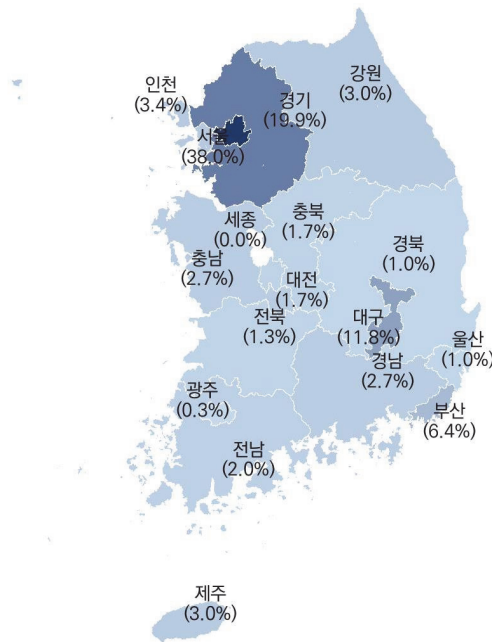 강원
(3.0%)
인천
(3.4%)
경기
(19.9%)
서울
(38.0%)
충북
(1.7%)
세종
(0.0%)
경북
(1.0%)
충남
(2.7%)
대전
(1.7%)
전북
(1.3%)
대구
(11.8%)
울산
(1.0%)
경남
(2.7%)
광주
(0.3%)
부산
(6.4%)
전남
(2.0%)
제주
(3.0%)